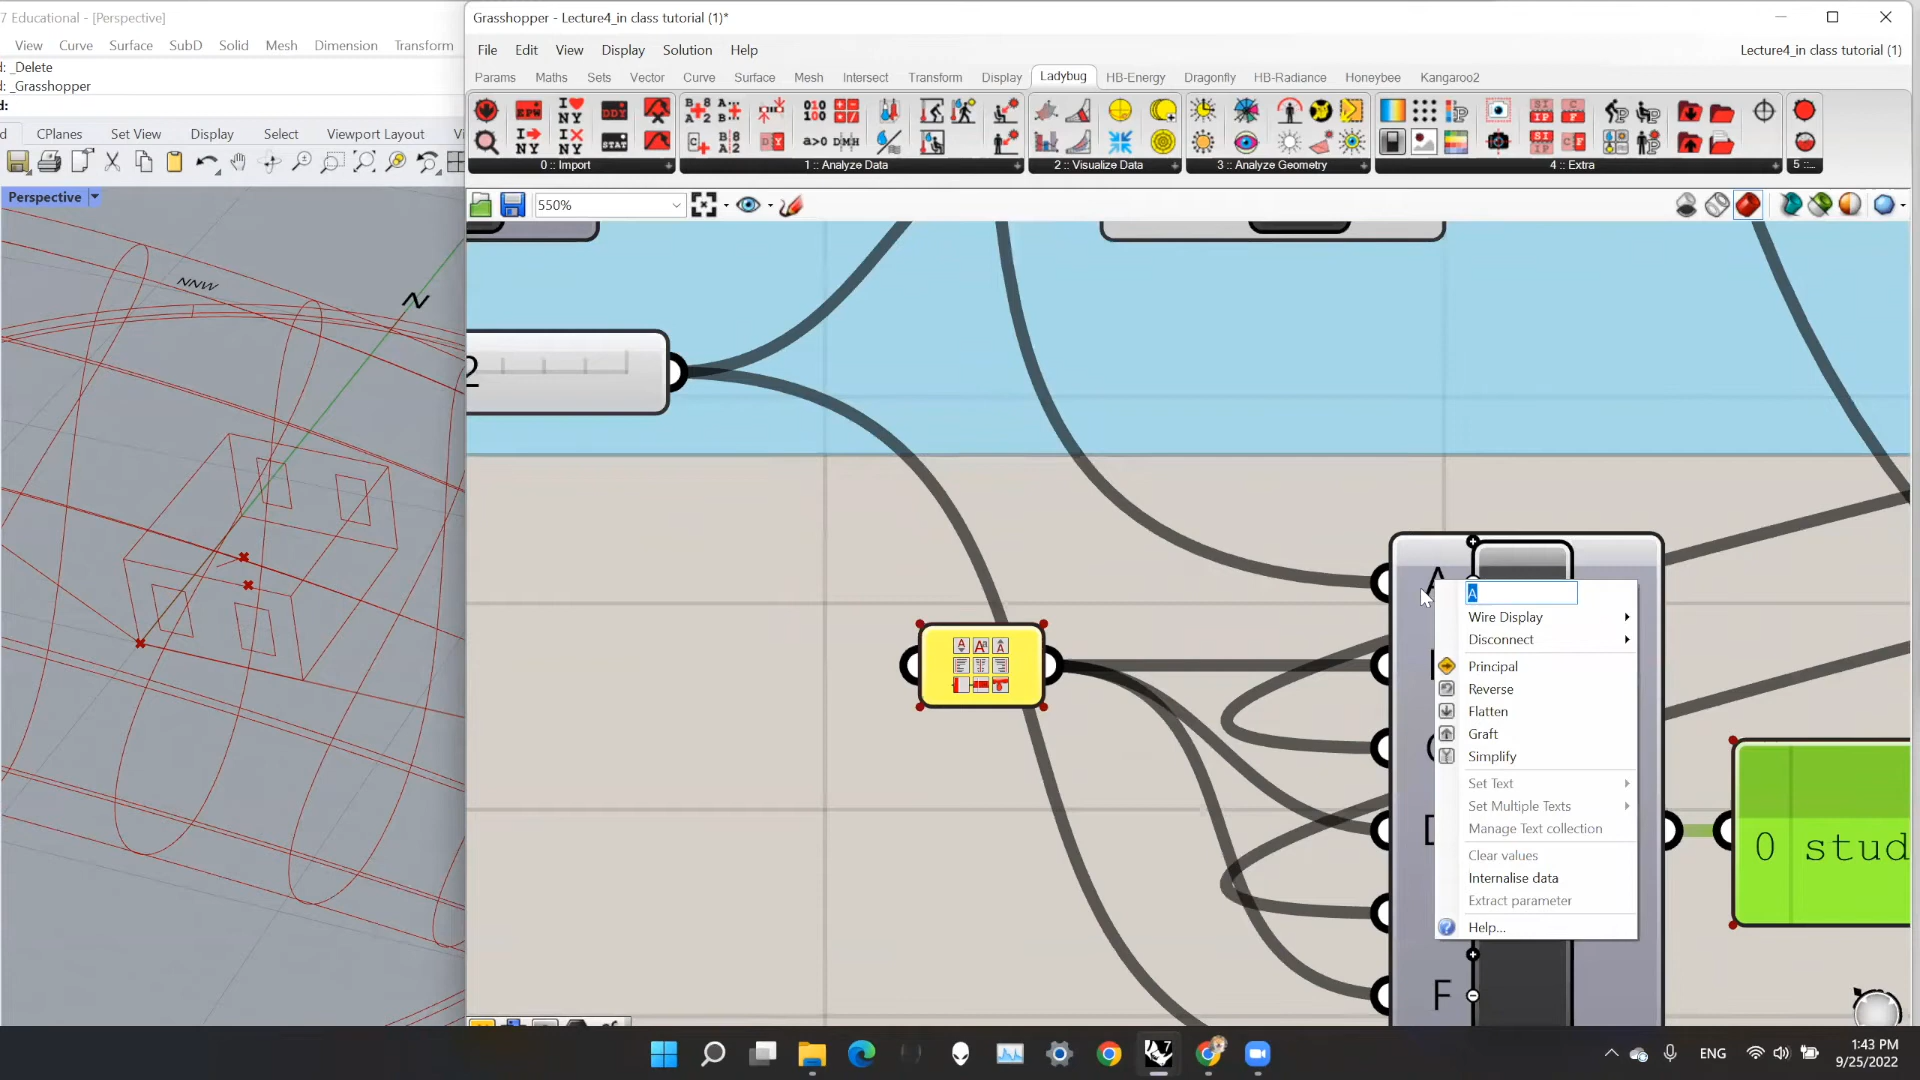 7 Educational - [Perspective]
View Curve Surface SubD Solid Mesh Dimension Transform
d: _Delete
d: _Grasshopper
d:
d CPlanes Set View Display Select Viewport Layout Vi
Perspective
NNW
N
Grasshopper - Lecture4_in class tutorial (1)*
File Edit View Display Solution Help
Lecture4_in class tutorial (1)
Params Maths Sets Vector Curve Surface Mesh Intersect Transform Display Ladybug HB-Energy Dragonfly HB-Radiance Honeybee Kangaroo2
0 :: Import
1 :: Analyze Data
2 :: Visualize Data
3 :: Analyze Geometry
4 :: Extra
5 ::...
550%
2
A
A
Wire Display
Disconnect
Principal
Reverse
Flatten
Graft
Simplify
Set Text
Set Multiple Texts
Manage Text collection
Clear values
Internalise data
Extract parameter
Help...
D
F
0 stud
ENG
1:43 PM
9/25/2022